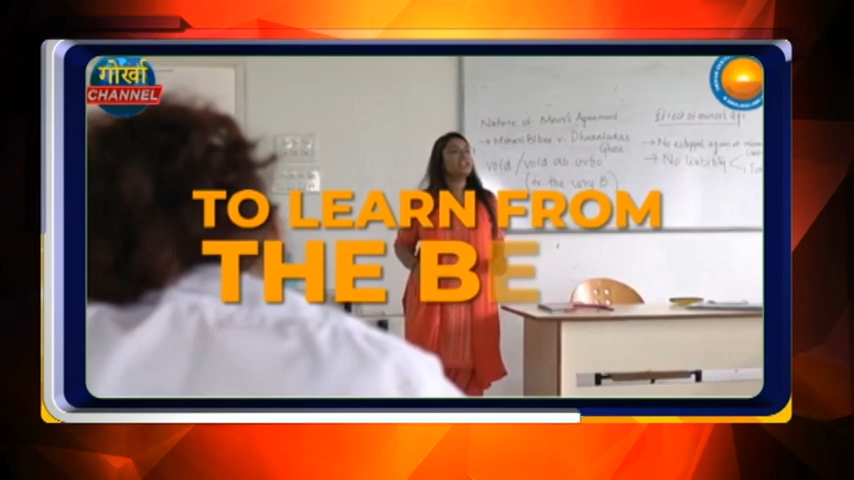 गोर्खा
CHANNEL
Nature of Minor's Agreement
Effect of minor's Ag
→ Mohori Bibee v. Dharmodas
Ghose
→ No estoppel against minor
void / void ab initio
→ No liability
(to the very B)
TO LEARN FROM
THE BE